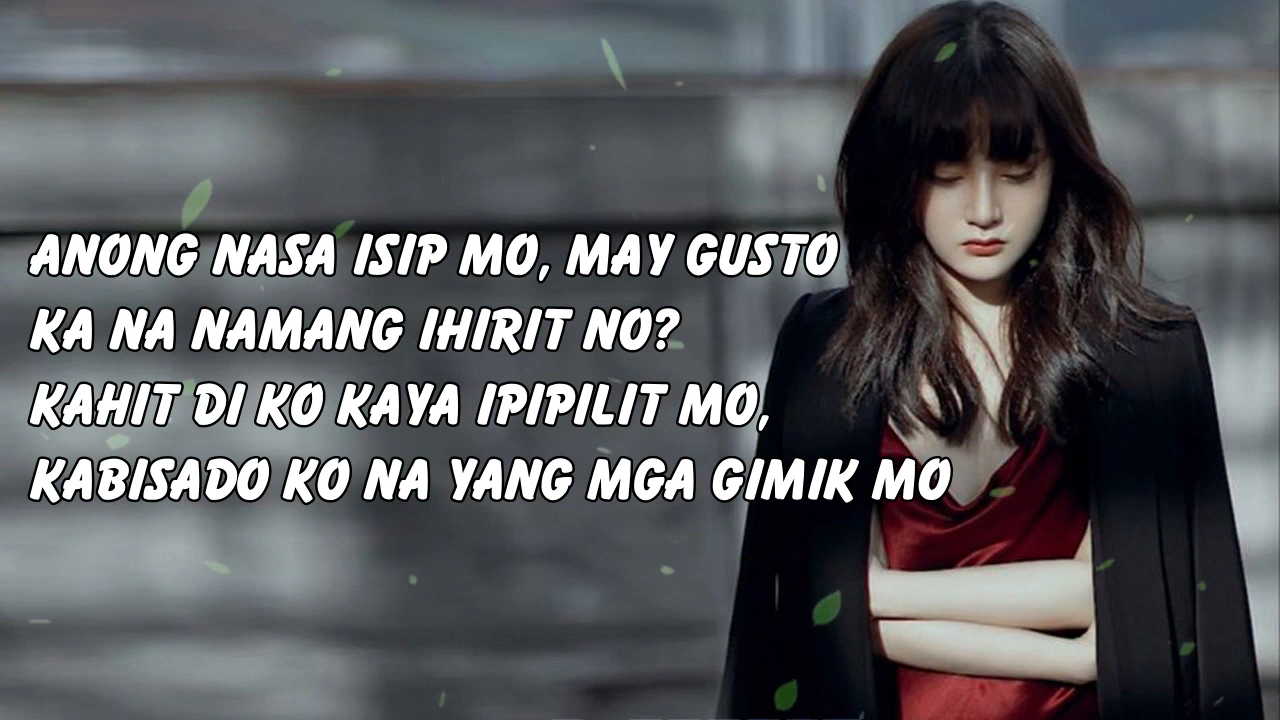 ANONG NASA ISIP MO, MAY GUSTO
KA NA NAMANG IHIRIT NO?
KAHIT DI KO KAYA IPIPILIT MO,
KABISADO KO NA YANG MGA GIMIK MO